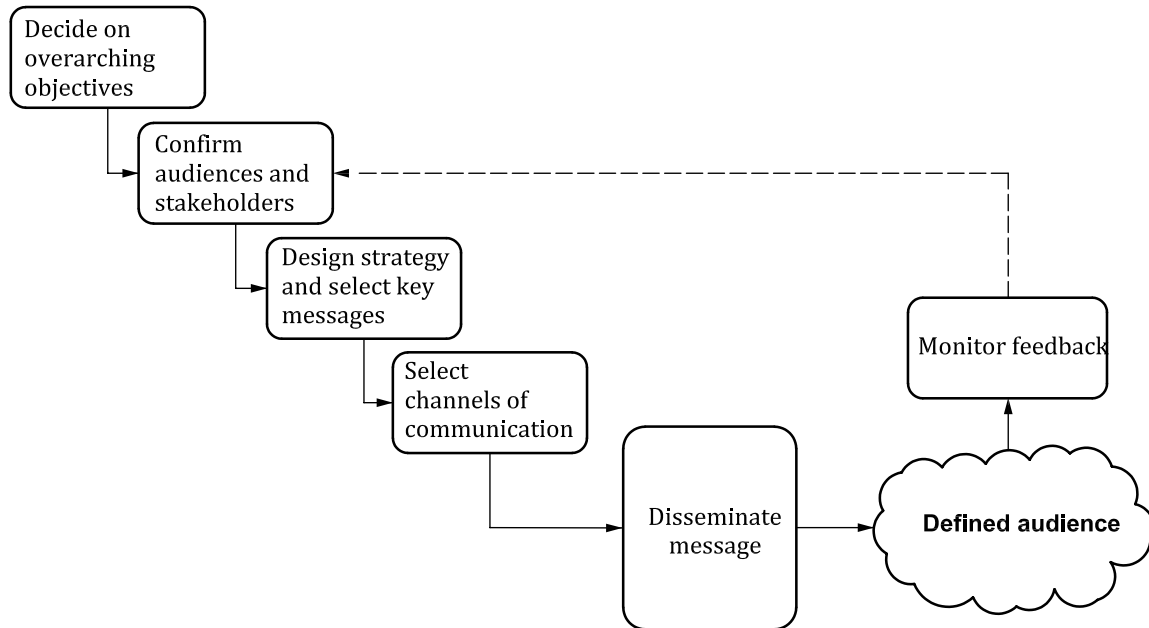 Decide on
overarching
objectives
Confirm
audiences and
stakeholders
Design strategy
and select key
messages
Select
channels of
communication
Disseminate
message
Defined audience
Monitor feedback